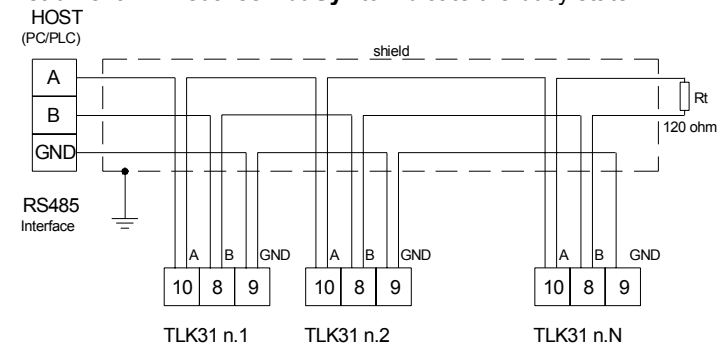 HOST
(PC/PLC)
shield
A
B
GND
Rt
120 ohm
RS485
Interface
A B GND A B GND A B GND
10 8 9 10 8 9 10 8 9
TLK31 n.1 TLK31 n.2 TLK31 n.N